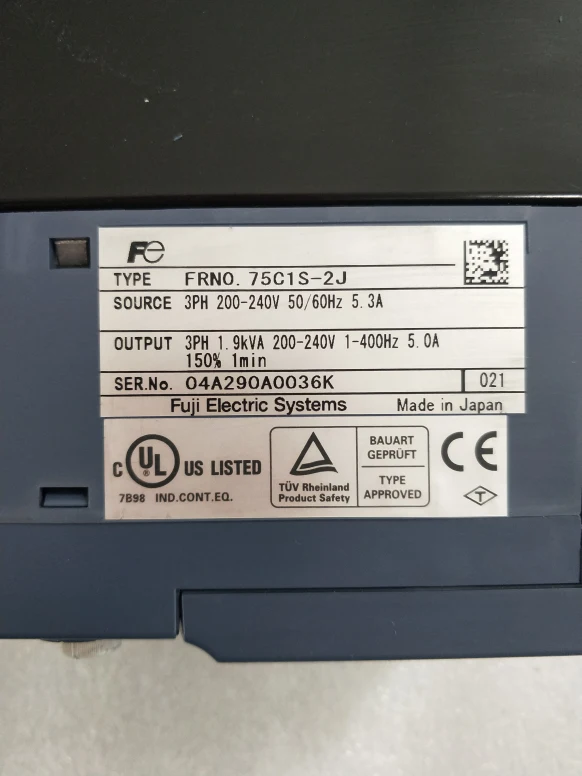 Fe
TYPE FRN0.75C1S-2J
SOURCE 3PH 200-240V 50/60Hz 5.3A
OUTPUT 3PH 1.9kVA 200-240V 1-400Hz 5.0A
150% 1min
SER.No. 04A290A0036K 021
Fuji Electric Systems Made in Japan
C UL ® US LISTED
7B98 IND.CONT.EQ.
TÜV Rheinland
Product Safety
BAUART
GEPRÜFT
TYPE
APPROVED
CE
T